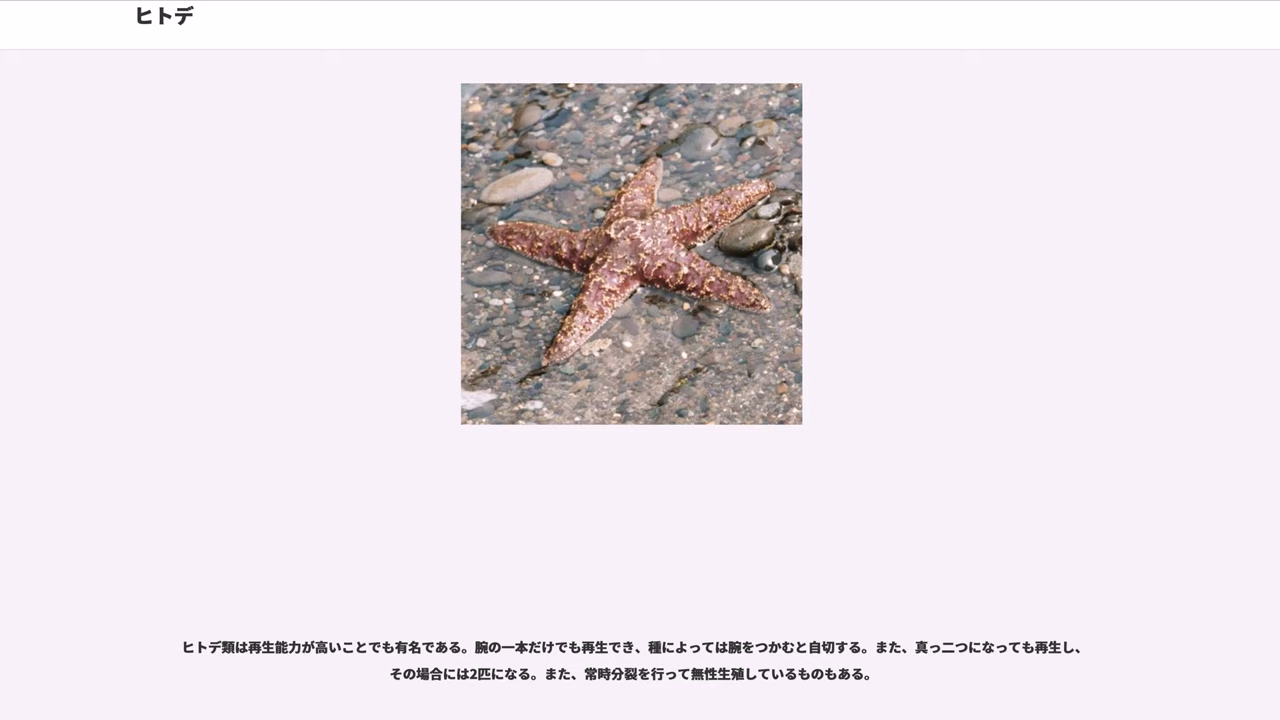 ヒトデ
ヒトデ類は再生能力が高いことでも有名である。腕の一本だけでも再生でき、種によっては腕をつかむと自切する。また、真っ二つになっても再生し、
その場合には2匹になる。また、常時分裂を行って無性生殖しているものもある。